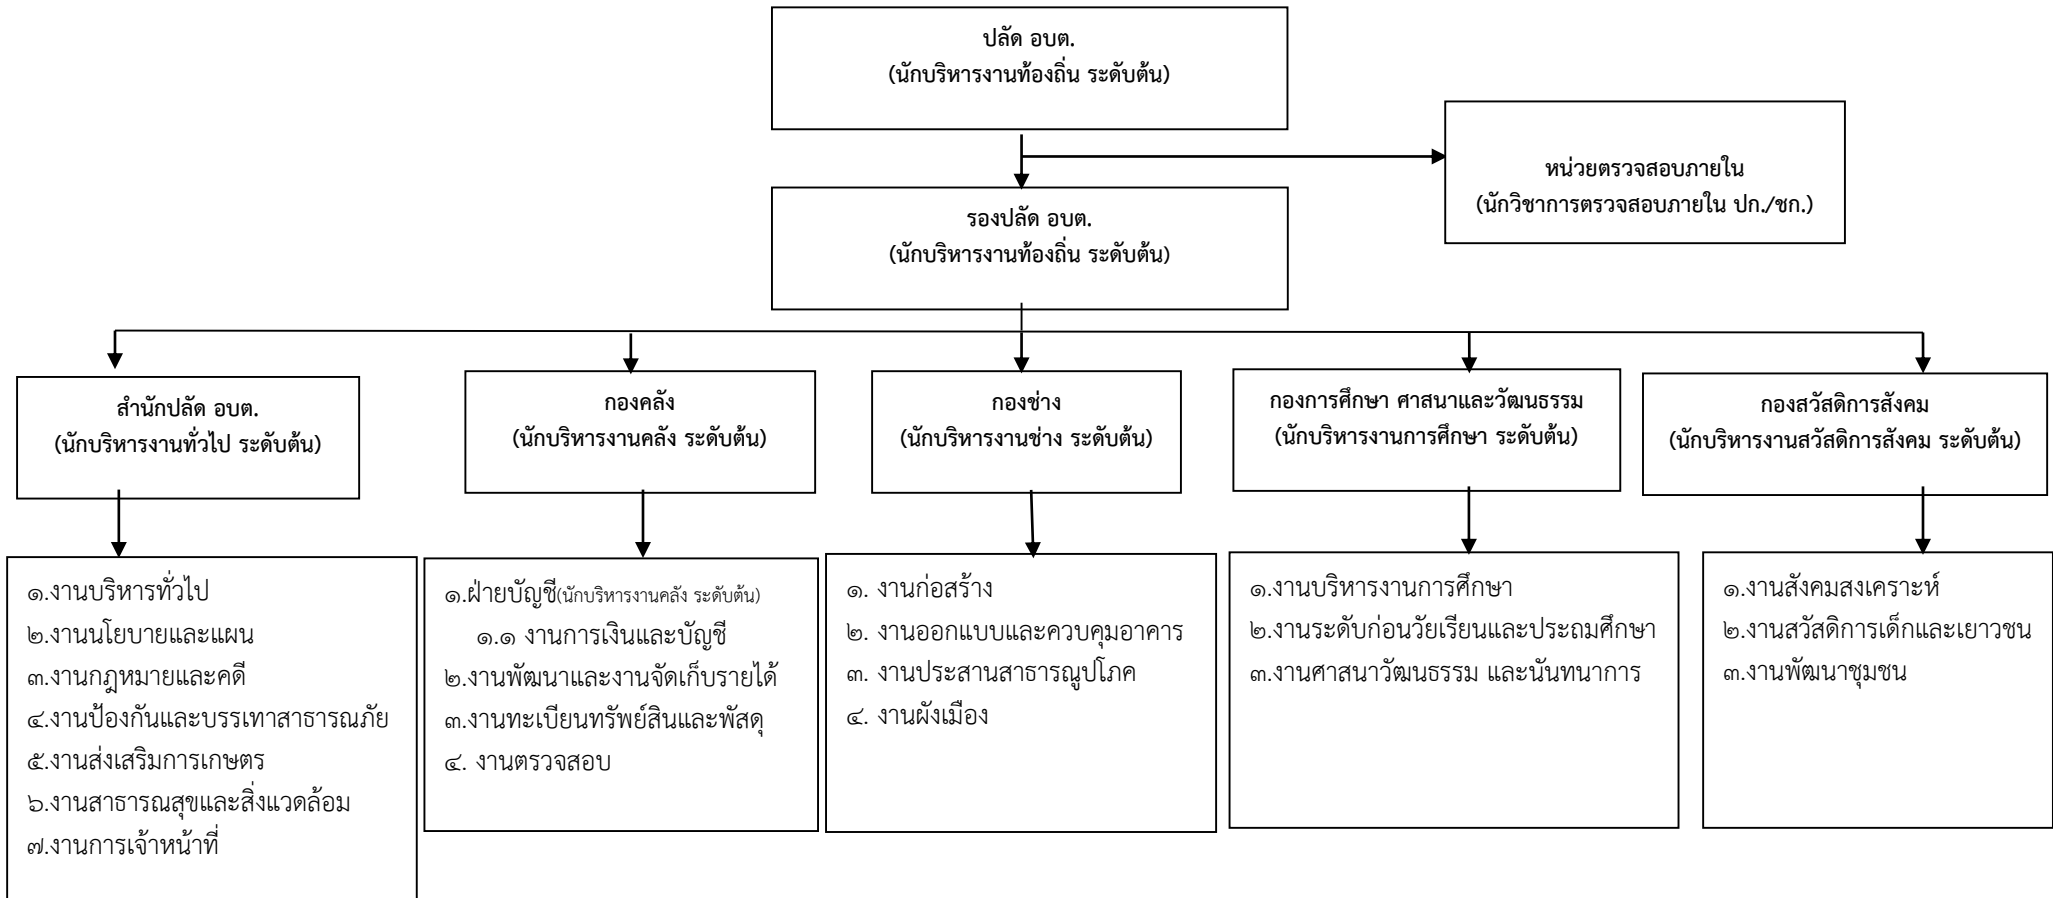 ปลัด อบต.
(นักบริหารงานท้องถิ่น ระดับต้น)
หน่วยตรวจสอบภายใน
(นักวิชาการตรวจสอบภายใน ปก./ชก.)
รองปลัด อบต.
(นักบริหารงานท้องถิ่น ระดับต้น)
สำนักปลัด อบต.
(นักบริหารงานทั่วไป ระดับต้น)
กองคลัง
(นักบริหารงานคลัง ระดับต้น)
กองช่าง
(นักบริหารงานช่าง ระดับต้น)
กองการศึกษา ศาสนาและวัฒนธรรม
(นักบริหารงานการศึกษา ระดับต้น)
กองสวัสดิการสังคม
(นักบริหารงานสวัสดิการสังคม ระดับต้น)
๑.งานบริหารทั่วไป
๒.งานนโยบายและแผน
๓.งานกฎหมายและคดี
๔.งานป้องกันและบรรเทาสาธารณภัย
๕.งานส่งเสริมการเกษตร
๖.งานสาธารณสุขและสิ่งแวดล้อม
๗.งานการเจ้าหน้าที่
๑.ฝ่ายบัญชี(นักบริหารงานคลัง ระดับต้น)
๑.๑ งานการเงินและบัญชี
๒.งานพัฒนาและงานจัดเก็บรายได้
๓.งานทะเบียนทรัพย์สินและพัสดุ
๔. งานตรวจสอบ
๑. งานก่อสร้าง
๒. งานออกแบบและควบคุมอาคาร
๓. งานประสานสาธารณูปโภค
๔. งานผังเมือง
๑.งานบริหารงานการศึกษา
๒.งานระดับก่อนวัยเรียนและประถมศึกษา
๓.งานศาสนาวัฒนธรรม และนันทนาการ
๑.งานสังคมสงเคราะห์
๒.งานสวัสดิการเด็กและเยาวชน
๓.งานพัฒนาชุมชน